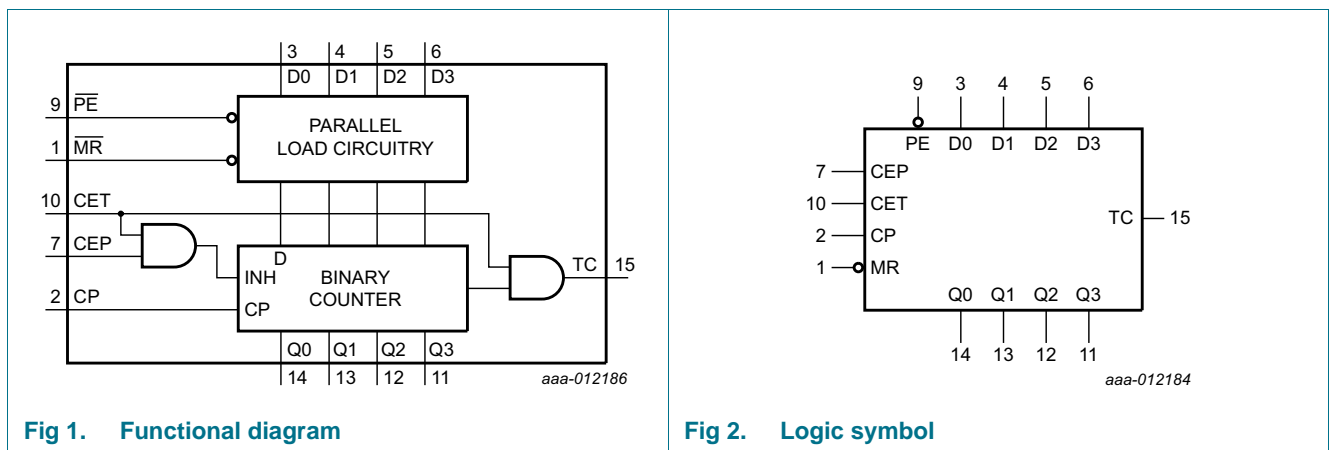 3 4 5 6
D0 D1 D2 D3
9 PE
PARALLEL
LOAD CIRCUITRY
1 MR
10 CET
7 CEP
D
INH
BINARY
COUNTER
TC 15
2 CP
CP
Q0 Q1 Q2 Q3
14 13 12 11
aaa-012186
Fig 1. Functional diagram
9 3 4 5 6
PE D0 D1 D2 D3
7 CEP
10 CET
TC 15
2 CP
1 MR
Q0 Q1 Q2 Q3
14 13 12 11
aaa-012184
Fig 2. Logic symbol